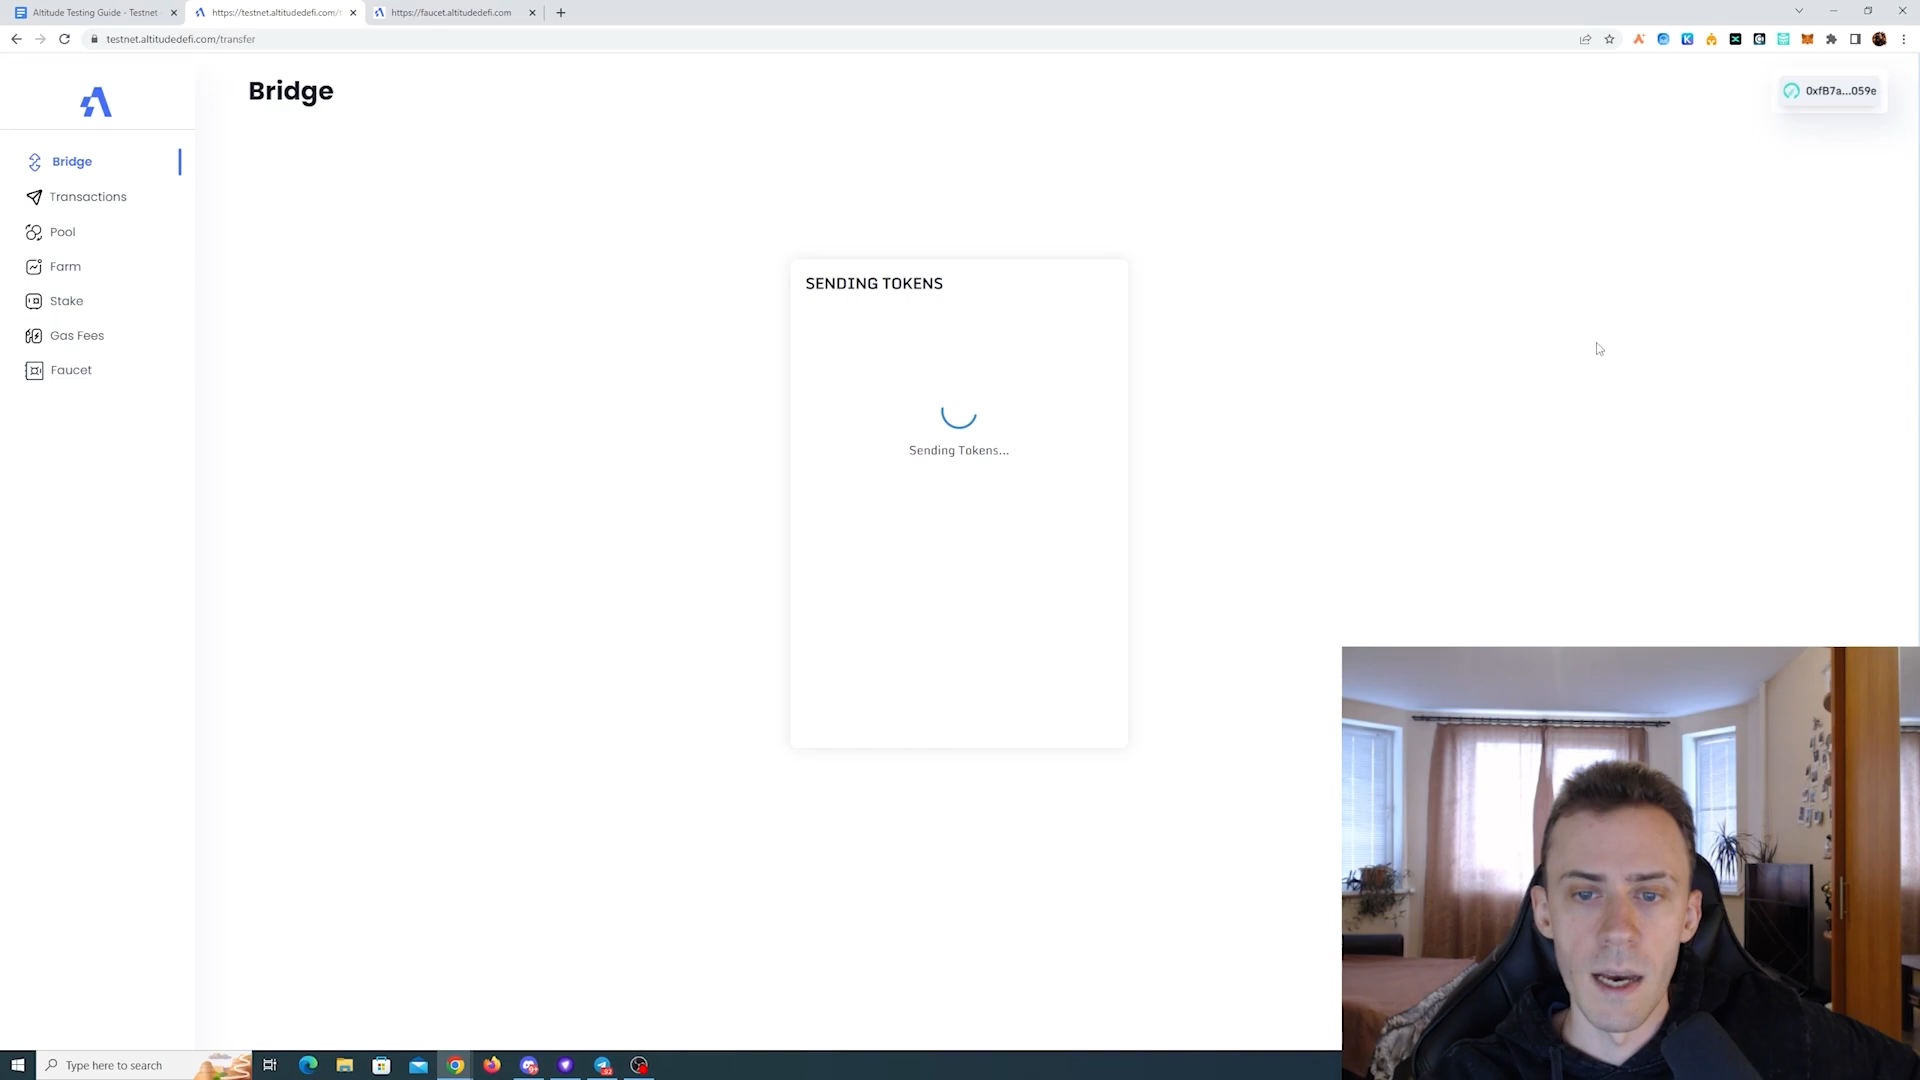 Altitude Testing Guide - Testnet
https://testnet.altitudedefi.com/t
https://faucet.altitudedefi.com
testnet.altitudedefi.com/transfer
Bridge
0xfB7a...059e
Bridge
Transactions
Pool
Farm
Stake
Gas Fees
Faucet
SENDING TOKENS
Sending Tokens...
Type here to search